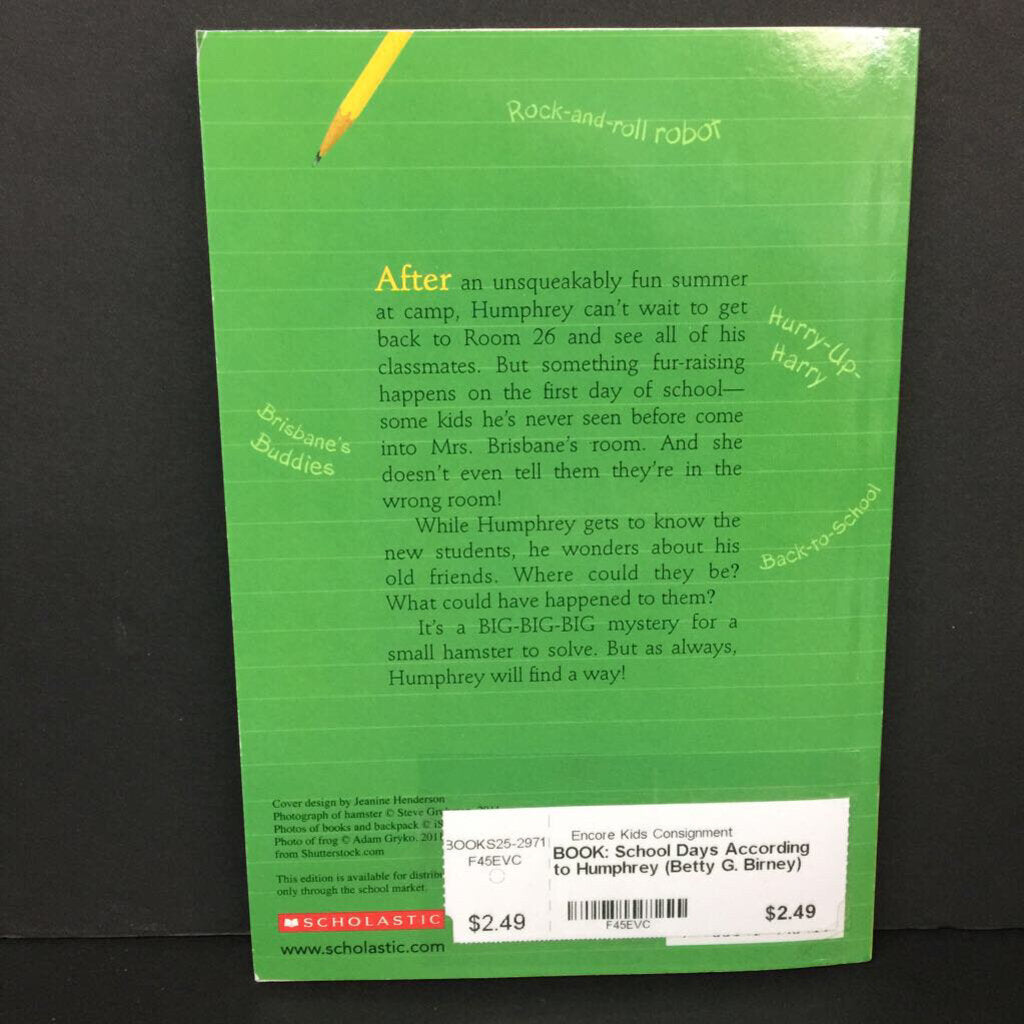 Rock-and-roll robot
After an unsqueakably fun summer
at camp, Humphrey can't wait to get
back to Room 26 and see all of his
classmates. But something fur-raising
happens on the first day of school—
some kids he's never seen before come
into Mrs. Brisbane's room. And she
doesn't even tell them they're in the
wrong room!
While Humphrey gets to know the
new students, he wonders about his
old friends. Where could they be?
What could have happened to them?
It's a BIG-BIG-BIG mystery for a
small hamster to solve. But as always,
Humphrey will find a way!
Hurry-Up-
Harry
Brisbane's
Buddies
Back-to-School
Cover design by Jeanine Henderson
Photograph of hamster © Steve
Photos of books and backpack ©
Photo of frog © Adam Gryko.
from Shutterstock.com
This edition is available for
only through the school market.
SCHOLASTIC
www.scholastic.com
BOOKS25-2971
F45EVC
$2.49
Encore Kids Consignment
BOOK: School Days According
to Humphrey (Betty G. Birney)
F45EVC
$2.49